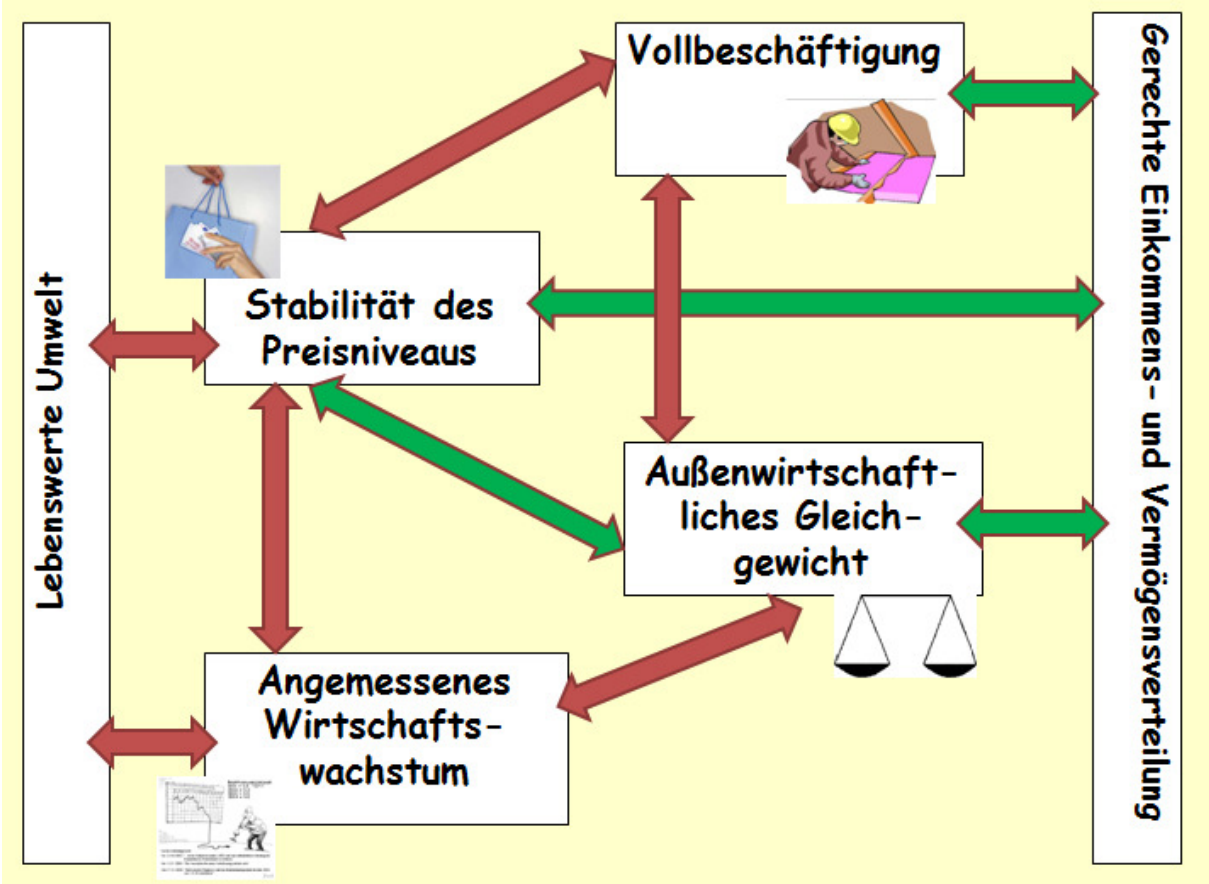 Lebenswerte Umwelt
Vollbeschäftigung
Stabilität des
Preisniveaus
Außenwirtschaft-
liches Gleich-
gewicht
Angemessenes
Wirtschafts-
wachstum
Gerechte Einkommens- und Vermögensverteilung